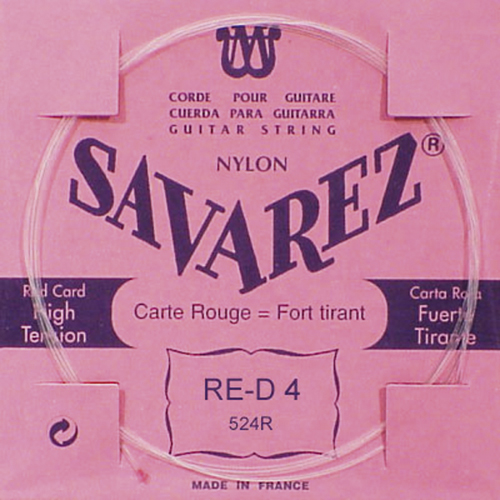 CORDE POUR GUITARE
CUERDA PARA GUITARRA
GUITAR STRING
NYLON
SAVAREZ®
Red Card
High
Tension
Carte Rouge = Fort tirant
Carta Roja
Fuerte
Tirante
RE-D 4
524R
MADE IN FRANCE